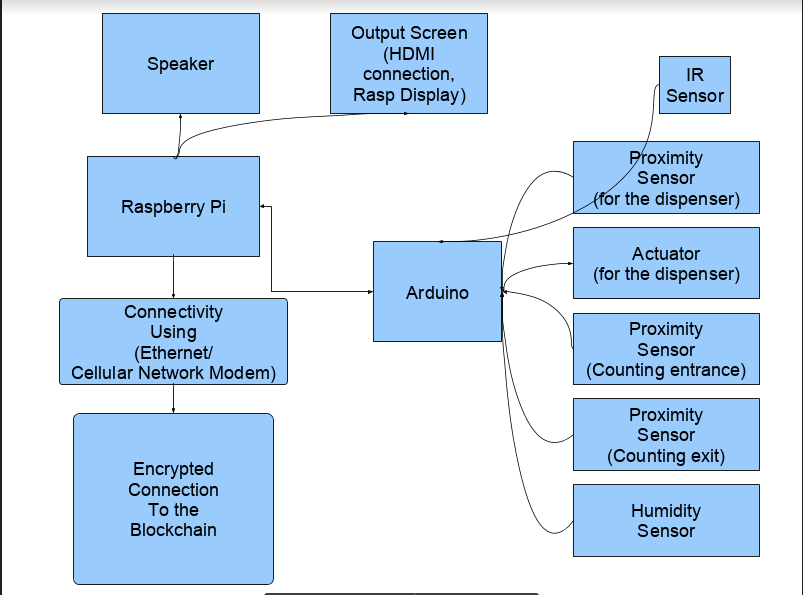 Speaker
Output Screen
(HDMI
connection,
Rasp Display)
IR
Sensor
Proximity
Sensor
(for the dispenser)
Raspberry Pi
Actuator
(for the dispenser)
Arduino
Connectivity
Using
(Ethernet/
Cellular Network Modem)
Proximity
Sensor
(Counting entrance)
Proximity
Sensor
(Counting exit)
Encrypted
Connection
To the
Blockchain
Humidity
Sensor